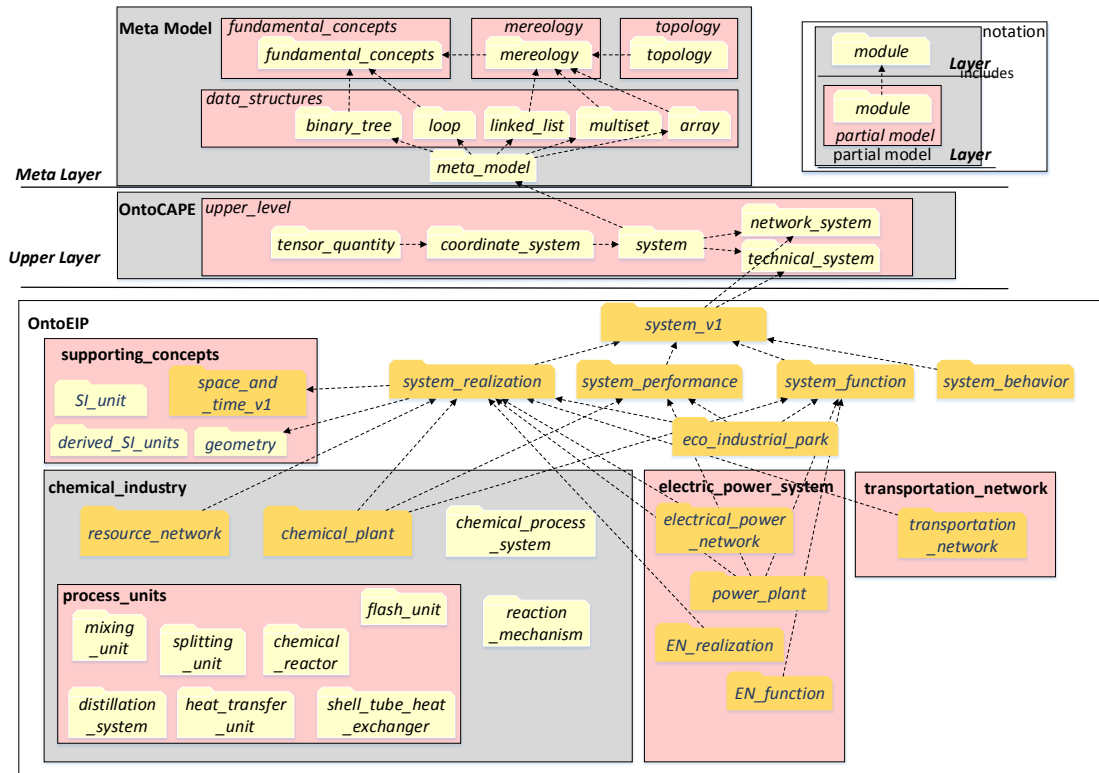 Meta Model
fundamental_concepts
mereology
topology
fundamental_concepts
mereology
topology
data_structures
binary_tree
loop
linked_list
multiset
array
meta_model
Meta Layer
notation
module
Layer
includes
module
partial model
partial model
Layer
OntoCAPE
upper_level
tensor_quantity
coordinate_system
system
network_system
technical_system
Upper Layer
OntoEIP
system_v1
supporting_concepts
SI_unit
space_and
_time_v1
derived_SI_units
geometry
system_realization
system_performance
system_function
system_behavior
eco_industrial_park
chemical_industry
resource_network
chemical_plant
chemical_process
_system
process_units
flash_unit
mixing
_unit
splitting
_unit
chemical
_reactor
reaction
_mechanism
distillation
_system
heat_transfer
_unit
shell_tube_heat
_exchanger
electric_power_system
electrical_power
_network
power_plant
EN_realization
EN_function
transportation_network
transportation
_network